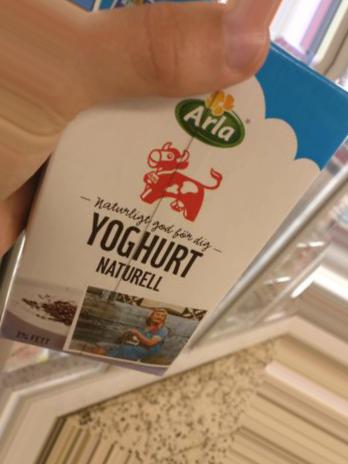 Arla
Naturligt god för dig
YOGHURT
NATURELL
3% FETT